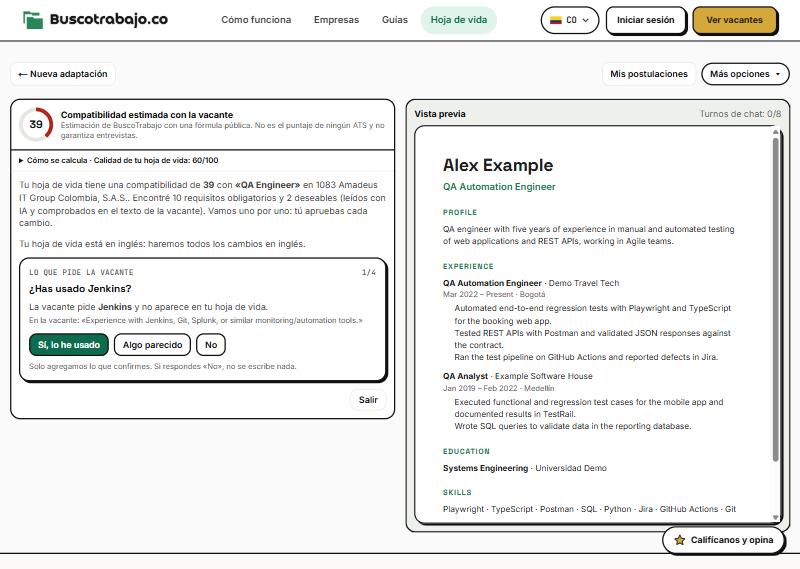 Buscotrabajo.co
Cómo funciona
Empresas
Guías
Hoja de vida
CO
Iniciar sesión
Ver vacantes
← Nueva adaptación
Mis postulaciones
Más opciones
39
Compatibilidad estimada con la vacante
Estimación de BuscoTrabajo con una fórmula pública. No es el puntaje de ningún ATS y no
garantiza entrevistas.
Cómo se calcula · Calidad de tu hoja de vida: 60/100
Tu hoja de vida tiene una compatibilidad de 39 con «QA Engineer» en 1083 Amadeus
IT Group Colombia, S.A.S.. Encontré 10 requisitos obligatorios y 2 deseables (leídos con
IA y comprobados en el texto de la vacante). Vamos uno por uno: tú apruebas cada
cambio.
Tu hoja de vida está en inglés: haremos todos los cambios en inglés.
LO QUE PIDE LA VACANTE
1/4
¿Has usado Jenkins?
La vacante pide Jenkins y no aparece en tu hoja de vida.
En la vacante: «Experience with Jenkins, Git, Splunk, or similar monitoring/automation tools.»
Sí, lo he usado
Algo parecido
No
Solo agregamos lo que confirmes. Si respondes «No», no se escribe nada.
Salir
Vista previa
Turnos de chat: 0/8
Alex Example
QA Automation Engineer
PROFILE
QA engineer with five years of experience in manual and automated testing
of web applications and REST APIs, working in Agile teams.
EXPERIENCE
QA Automation Engineer · Demo Travel Tech
Mar 2022 – Present · Bogotá
Automated end-to-end regression tests with Playwright and TypeScript
for the booking web app.
Tested REST APIs with Postman and validated JSON responses against
the contract.
Ran the test pipeline on GitHub Actions and reported defects in Jira.
QA Analyst · Example Software House
Jan 2019 – Feb 2022 · Medellín
Executed functional and regression test cases for the mobile app and
documented results in TestRail.
Wrote SQL queries to validate data in the reporting database.
EDUCATION
Systems Engineering · Universidad Demo
SKILLS
Playwright · TypeScript · Postman · SQL · Python · Jira · GitHub Actions · Git
Califícanos y opina